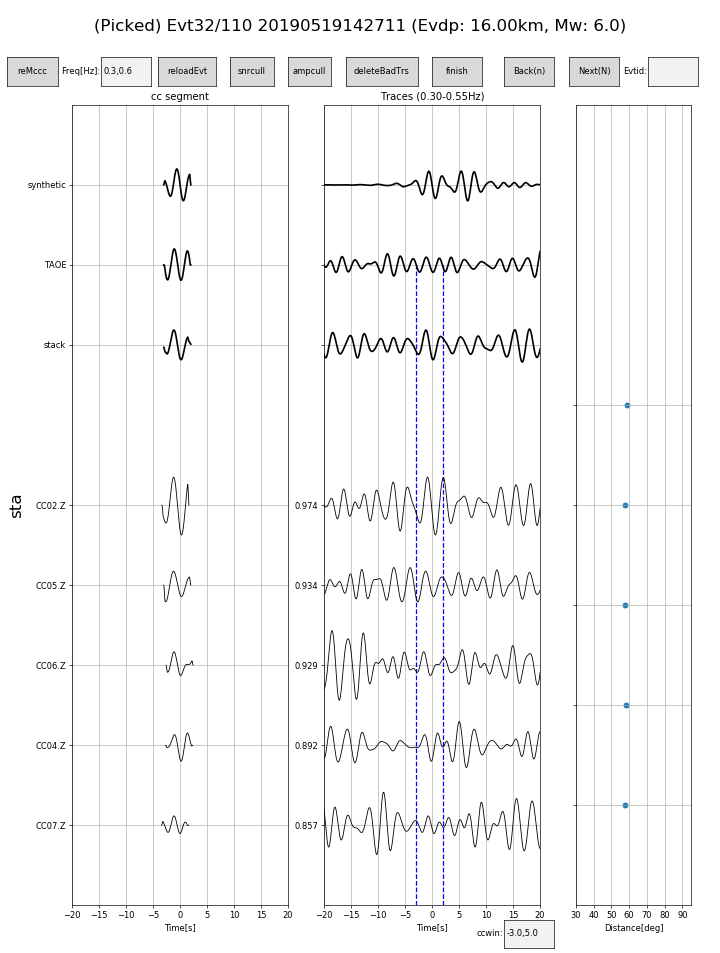 (Picked) Evt32/110 20190519142711 (Evdp: 16.00km, Mw: 6.0)
reMccc Freq[Hz]: 0.3,0.6 reloadEvt snrcull ampcull deleteBadTrs finish Back(n) Next(N) Evtid:
cc segment Traces (0.30-0.55Hz)
synthetic
TAOE
stack
sta
CC02.Z 0.974
CC05.Z 0.934
CC06.Z 0.929
CC04.Z 0.892
CC07.Z 0.857
−20 −15 −10 −5 0 5 10 15 20 −20 −15 −10 −5 0 5 10 15 20 30 40 50 60 70 80 90
Time[s] Time[s] Distance[deg]
ccwin: -3.0,5.0